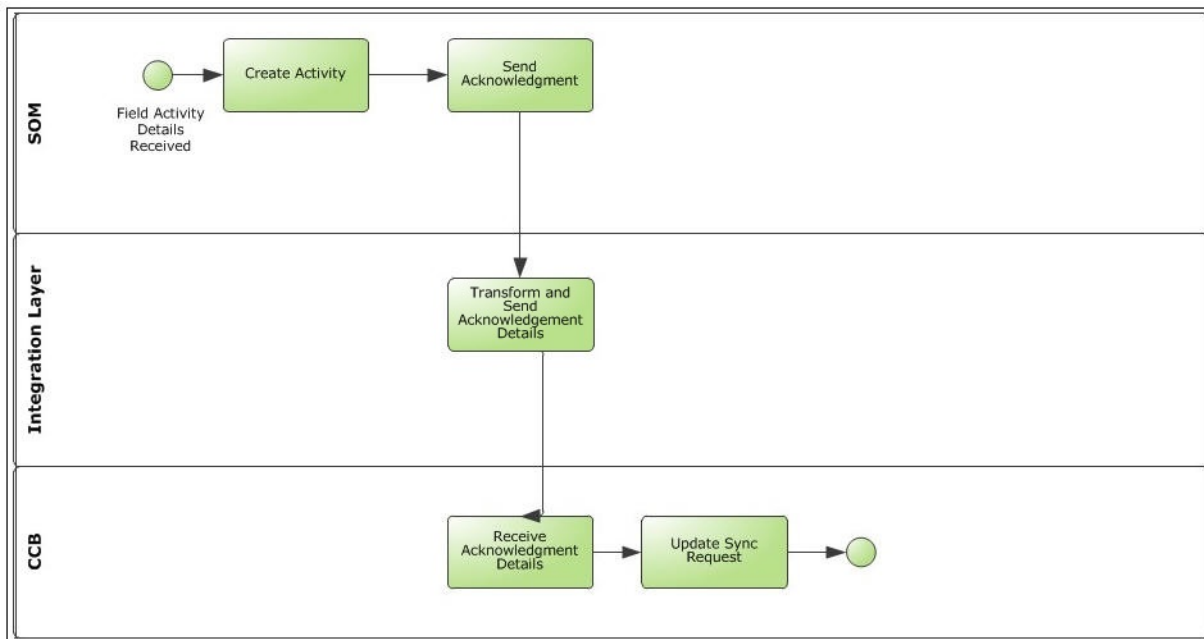 SOM
Create Activity
Send
Acknowledgment
Field Activity
Details
Received
Integration Layer
Transform and
Send
Acknowledgement
Details
CCB
Receive
Acknowledgment
Details
Update Sync
Request